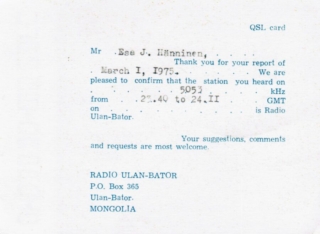 QSL card
Mr . Esa J. Hänninen, . . . .
Thank you for your report of
. March I, 1975. . . . . . We are
pleased to confirm that the station you heard on
. . . . . . . 5053 . . . . kHz
from . . 23.40 to 24.II . . . GMT
on . . . . . . . . . is Radio
Ulan-Bator.
Your suggestions, comments
and requests are most welcome.
RADIO ULAN-BATOR
P.O. Box 365
Ulan-Bator.
MONGOLIA